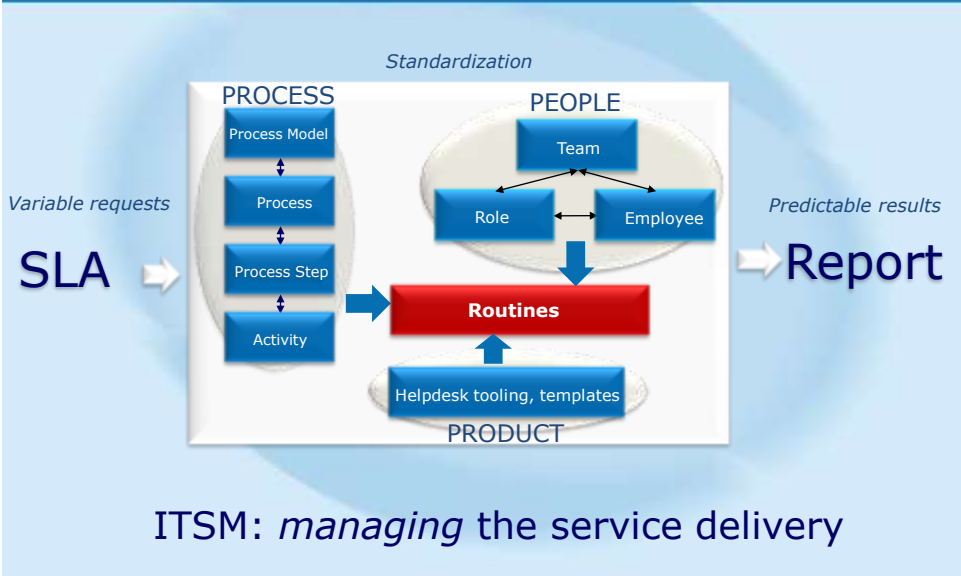 Standardization
PROCESS
PEOPLE
Process Model
Team
Process
Role
Employee
Variable requests
Predictable results
SLA
Process Step
Report
Routines
Activity
Helpdesk tooling, templates
PRODUCT
ITSM: managing the service delivery